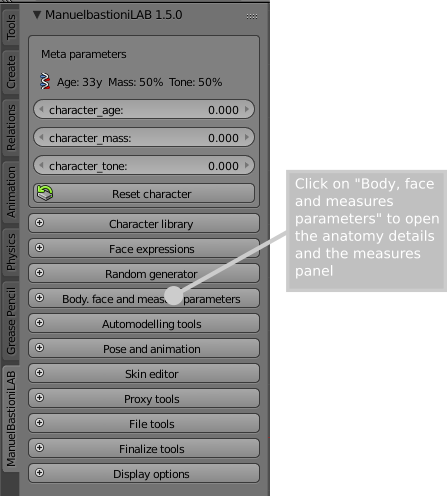 ManuelbastioniLAB 1.5.0
Meta parameters
Age: 33y Mass: 50% Tone: 50%
character_age: 0.000
character_mass: 0.000
character_tone: 0.000
Reset character
Character library
Face expressions
Random generator
Body. face and measu parameters
Automodelling tools
Pose and animation
Skin editor
Proxy tools
File tools
Finalize tools
Display options
Tools
Create
Relations
Animation
Physics
Grease Pencil
ManuelBastioniLAB
Click on "Body, face
and measures
parameters" to open
the anatomy details
and the measures
panel